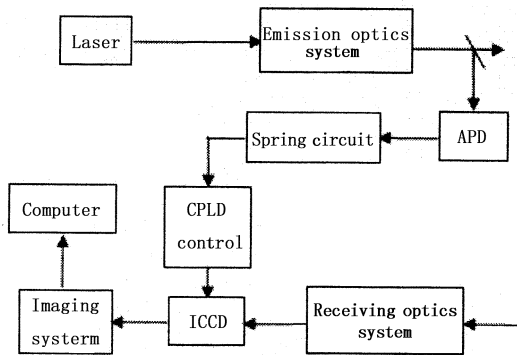 Laser
Emission optics
system
Spring circuit
APD
Computer
CPLD
control
Imaging
systerm
ICCD
Receiving optics
system